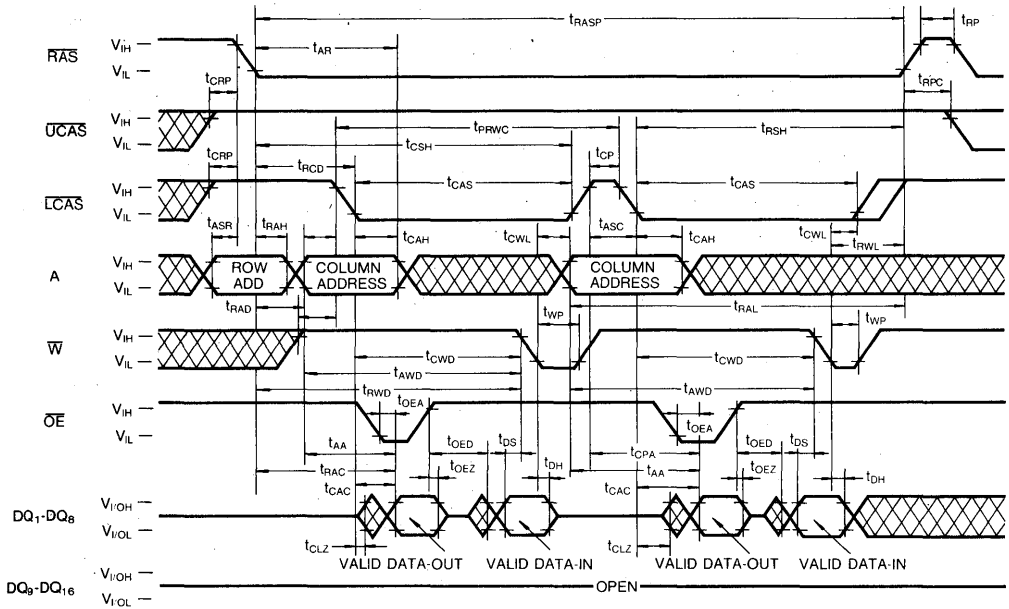 tRASP
tRP
tAR
RAS
VIH
VIL
tCRP
tRPC
UCAS
VIH
VIL
tPRWC
tRSH
tCSH
tCRP
tRCD
tCP
LCAS
VIH
VIL
tCAS
tCAS
tASR
tRAH
tCAH
tCWL
tASC
tCAH
tCWL
tRWL
A
VIH
VIL
ROW ADD
COLUMN ADDRESS
COLUMN ADDRESS
tRAD
tRAL
W
VIH
VIL
tWP
tWP
tCWD
tCWD
tAWD
tAWD
tRWD
OE
VIH
VIL
tOEA
tOEA
tAA
tOED
tDS
tCPA
tOED
tDS
tRAC
tOEZ
tDH
tAA
tOEZ
tDH
tCAC
tCAC
DQ1-DQ8
VI/OH
VI/OL
tCLZ
VALID DATA-OUT
VALID DATA-IN
tCLZ
VALID DATA-OUT
VALID DATA-IN
DQ9-DQ16
VI/OH
VI/OL
OPEN